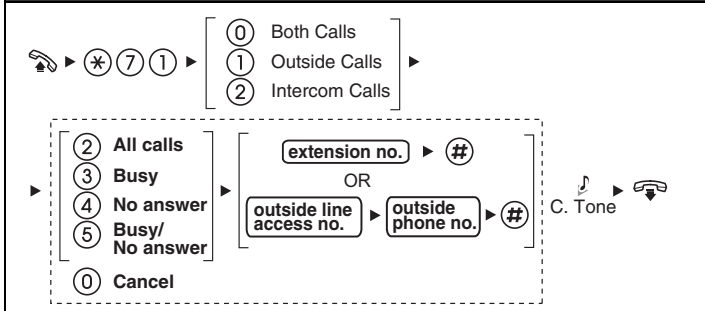 0 Both Calls
* 7 1
1 Outside Calls
2 Intercom Calls
2 All calls
3 Busy
4 No answer
5 Busy/
No answer
extension no. #
OR
outside line
access no.
outside
phone no. #
C. Tone
0 Cancel